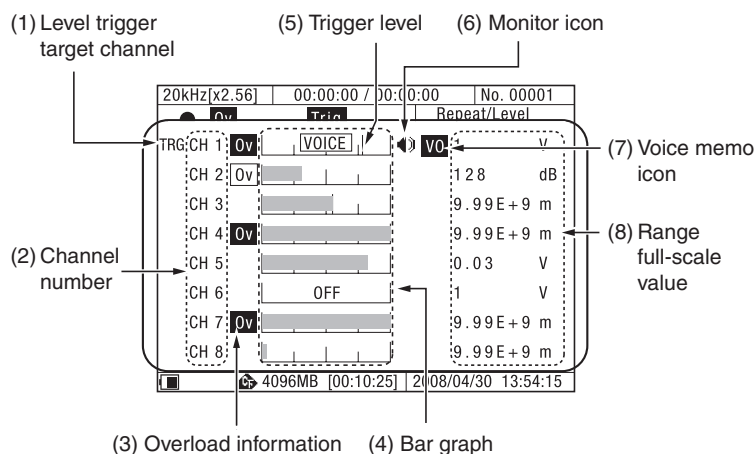 (1) Level trigger target channel
(5) Trigger level
(6) Monitor icon
20kHz[x2.56] 00:00:00 / 00:00:00 No. 00001
Ov Trig Repeat/Level
TRG CH 1 Ov VOICE VO 1 V
(7) Voice memo icon
CH 2 Ov 128 dB
CH 3 9.99E+9 m
(2) Channel number
CH 4 Ov 9.99E+9 m
(8) Range full-scale value
CH 5 0.03 V
CH 6 OFF 1 V
CH 7 Ov 9.99E+9 m
CH 8 9.99E+9 m
CF 4096MB [00:10:25] 2008/04/30 13:54:15
(3) Overload information
(4) Bar graph